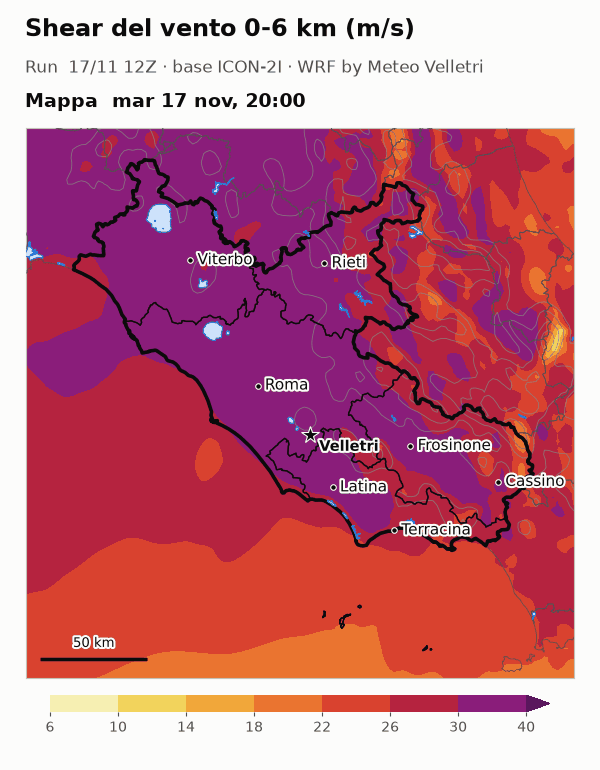 Shear del vento 0-6 km (m/s)
Run  17/11 12Z · base ICON-2I · WRF by Meteo Velletri
Mappa  mar 17 nov, 20:00
Viterbo
Rieti
Roma
Velletri
Frosinone
Latina
Cassino
Terracina
50 km
6 10 14 18 22 26 30 40